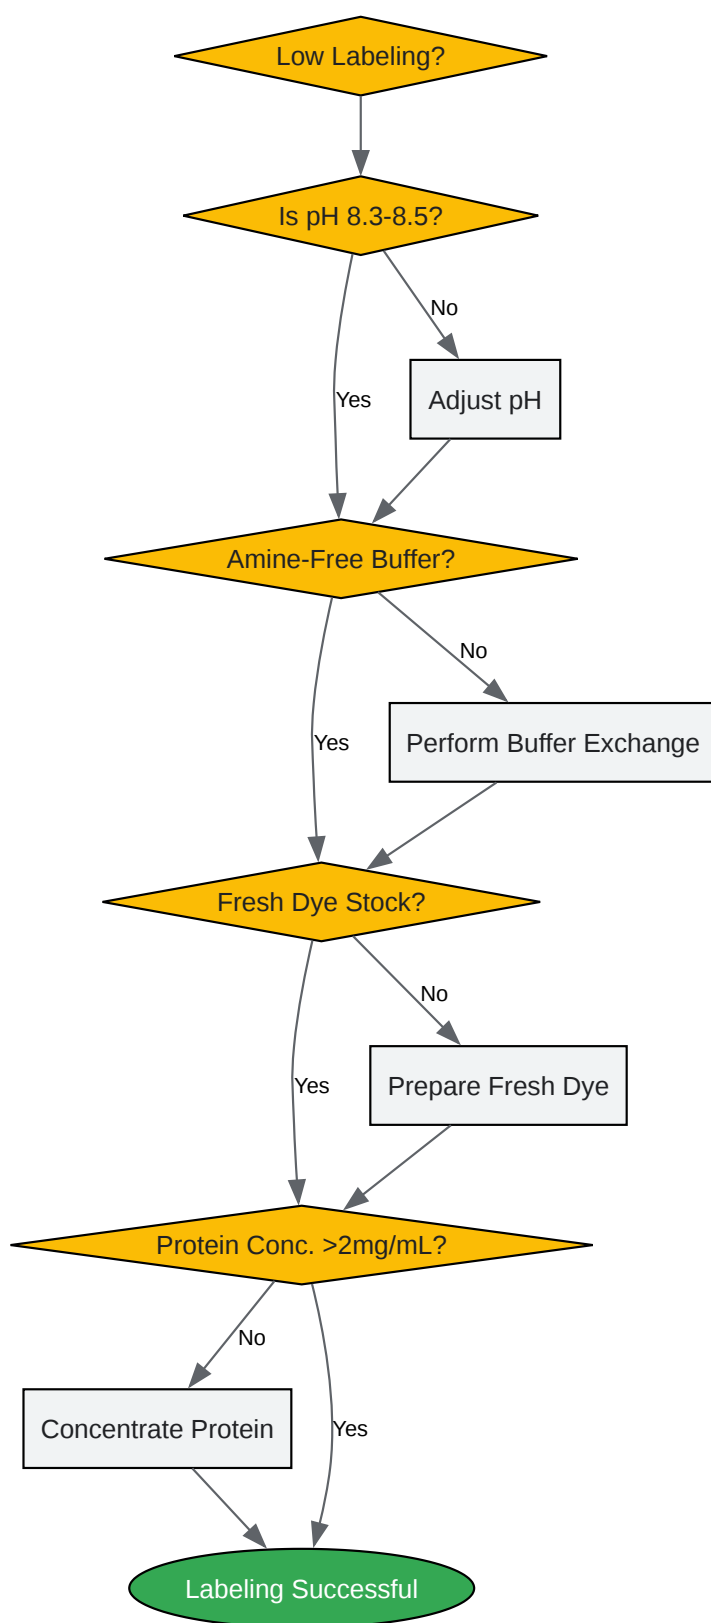 Low Labeling?
Is pH 8.3-8.5?
No
Yes
Adjust pH
Amine-Free Buffer?
No
Yes
Perform Buffer Exchange
Fresh Dye Stock?
No
Yes
Prepare Fresh Dye
Protein Conc. >2mg/mL?
No
Concentrate Protein
Yes
Labeling Successful